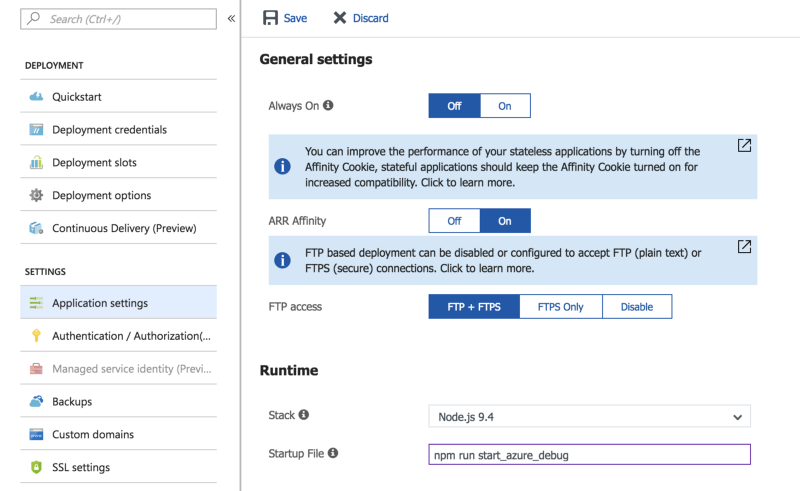 Search (Ctrl+/)
«
DEPLOYMENT
Quickstart
Deployment credentials
Deployment slots
Deployment options
Continuous Delivery (Preview)
SETTINGS
Application settings
Authentication / Authorization(...
Managed service identity (Previ...
Backups
Custom domains
SSL settings
Save Discard
General settings
Always On Off On
You can improve the performance of your stateless applications by turning off the
Affinity Cookie, stateful applications should keep the Affinity Cookie turned on for
increased compatibility. Click to learn more.
ARR Affinity Off On
FTP based deployment can be disabled or configured to accept FTP (plain text) or
FTPS (secure) connections. Click to learn more.
FTP access FTP + FTPS FTPS Only Disable
Runtime
Stack Node.js 9.4
Startup File npm run start_azure_debug